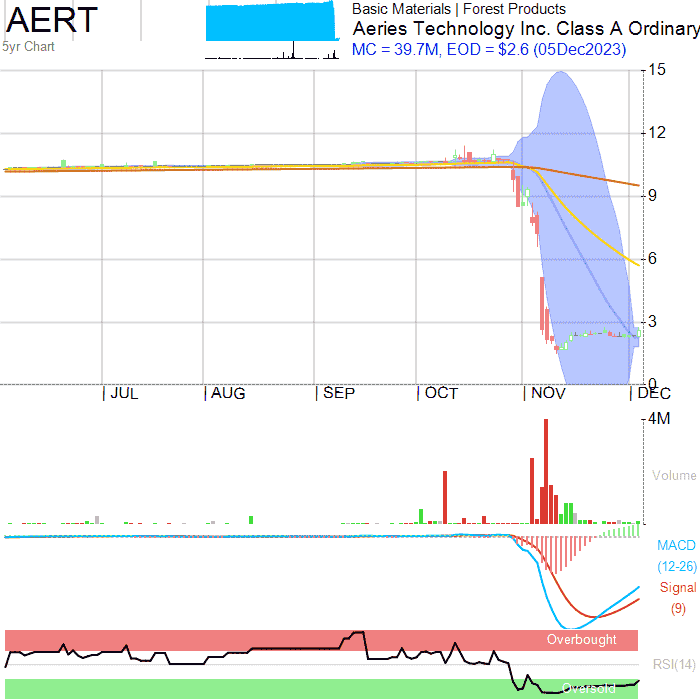 AERT
5yr Chart
Basic Materials | Forest Products
Aeries Technology Inc. Class A Ordinary
MC = 39.7M, EOD = $2.6 (05Dec2023)
15
12
9
6
3
0
JUL
AUG
SEP
OCT
NOV
DEC
4M
Volume
MACD
(12-26)
Signal
(9)
Overbought
RSI(14)
Oversold